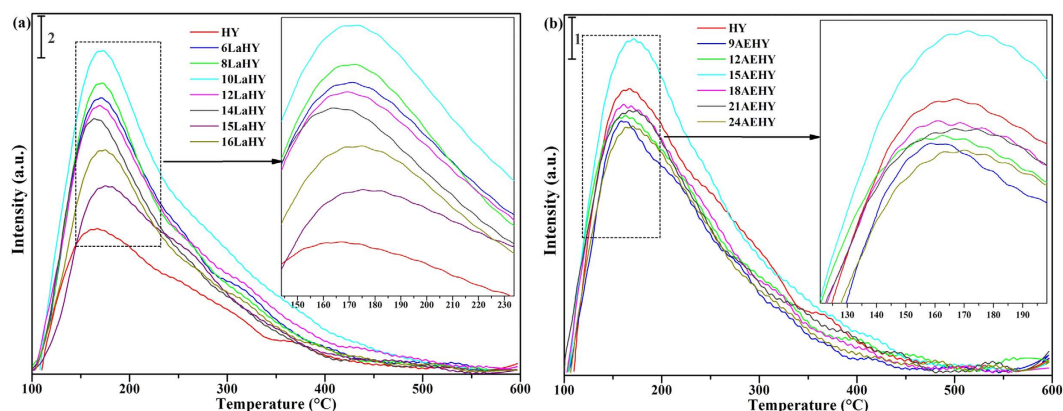 (a)
2
HY
6LaHY
8LaHY
10LaHY
12LaHY
14LaHY
15LaHY
16LaHY
150 160 170 180 190 200 210 220 230
Intensity (a.u.)
100 200 300 400 500 600
Temperature (°C)
(b)
1
HY
9AEHY
12AEHY
15AEHY
18AEHY
21AEHY
24AEHY
130 140 150 160 170 180 190
Intensity (a.u.)
100 200 300 400 500 600
Temperature (°C)